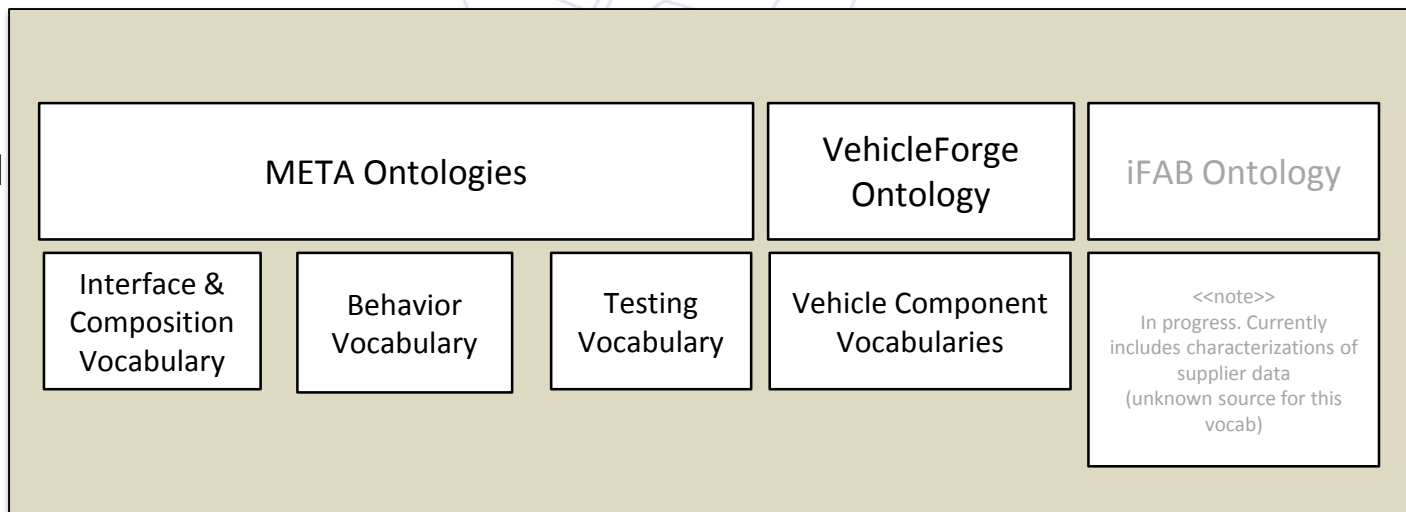 META Ontologies
VehicleForge
Ontology
iFAB Ontology
Interface &
Composition
Vocabulary
Behavior
Vocabulary
Testing
Vocabulary
Vehicle Component
Vocabularies
<<note>>
In progress. Currently
includes characterizations of
supplier data
(unknown source for this
vocab)